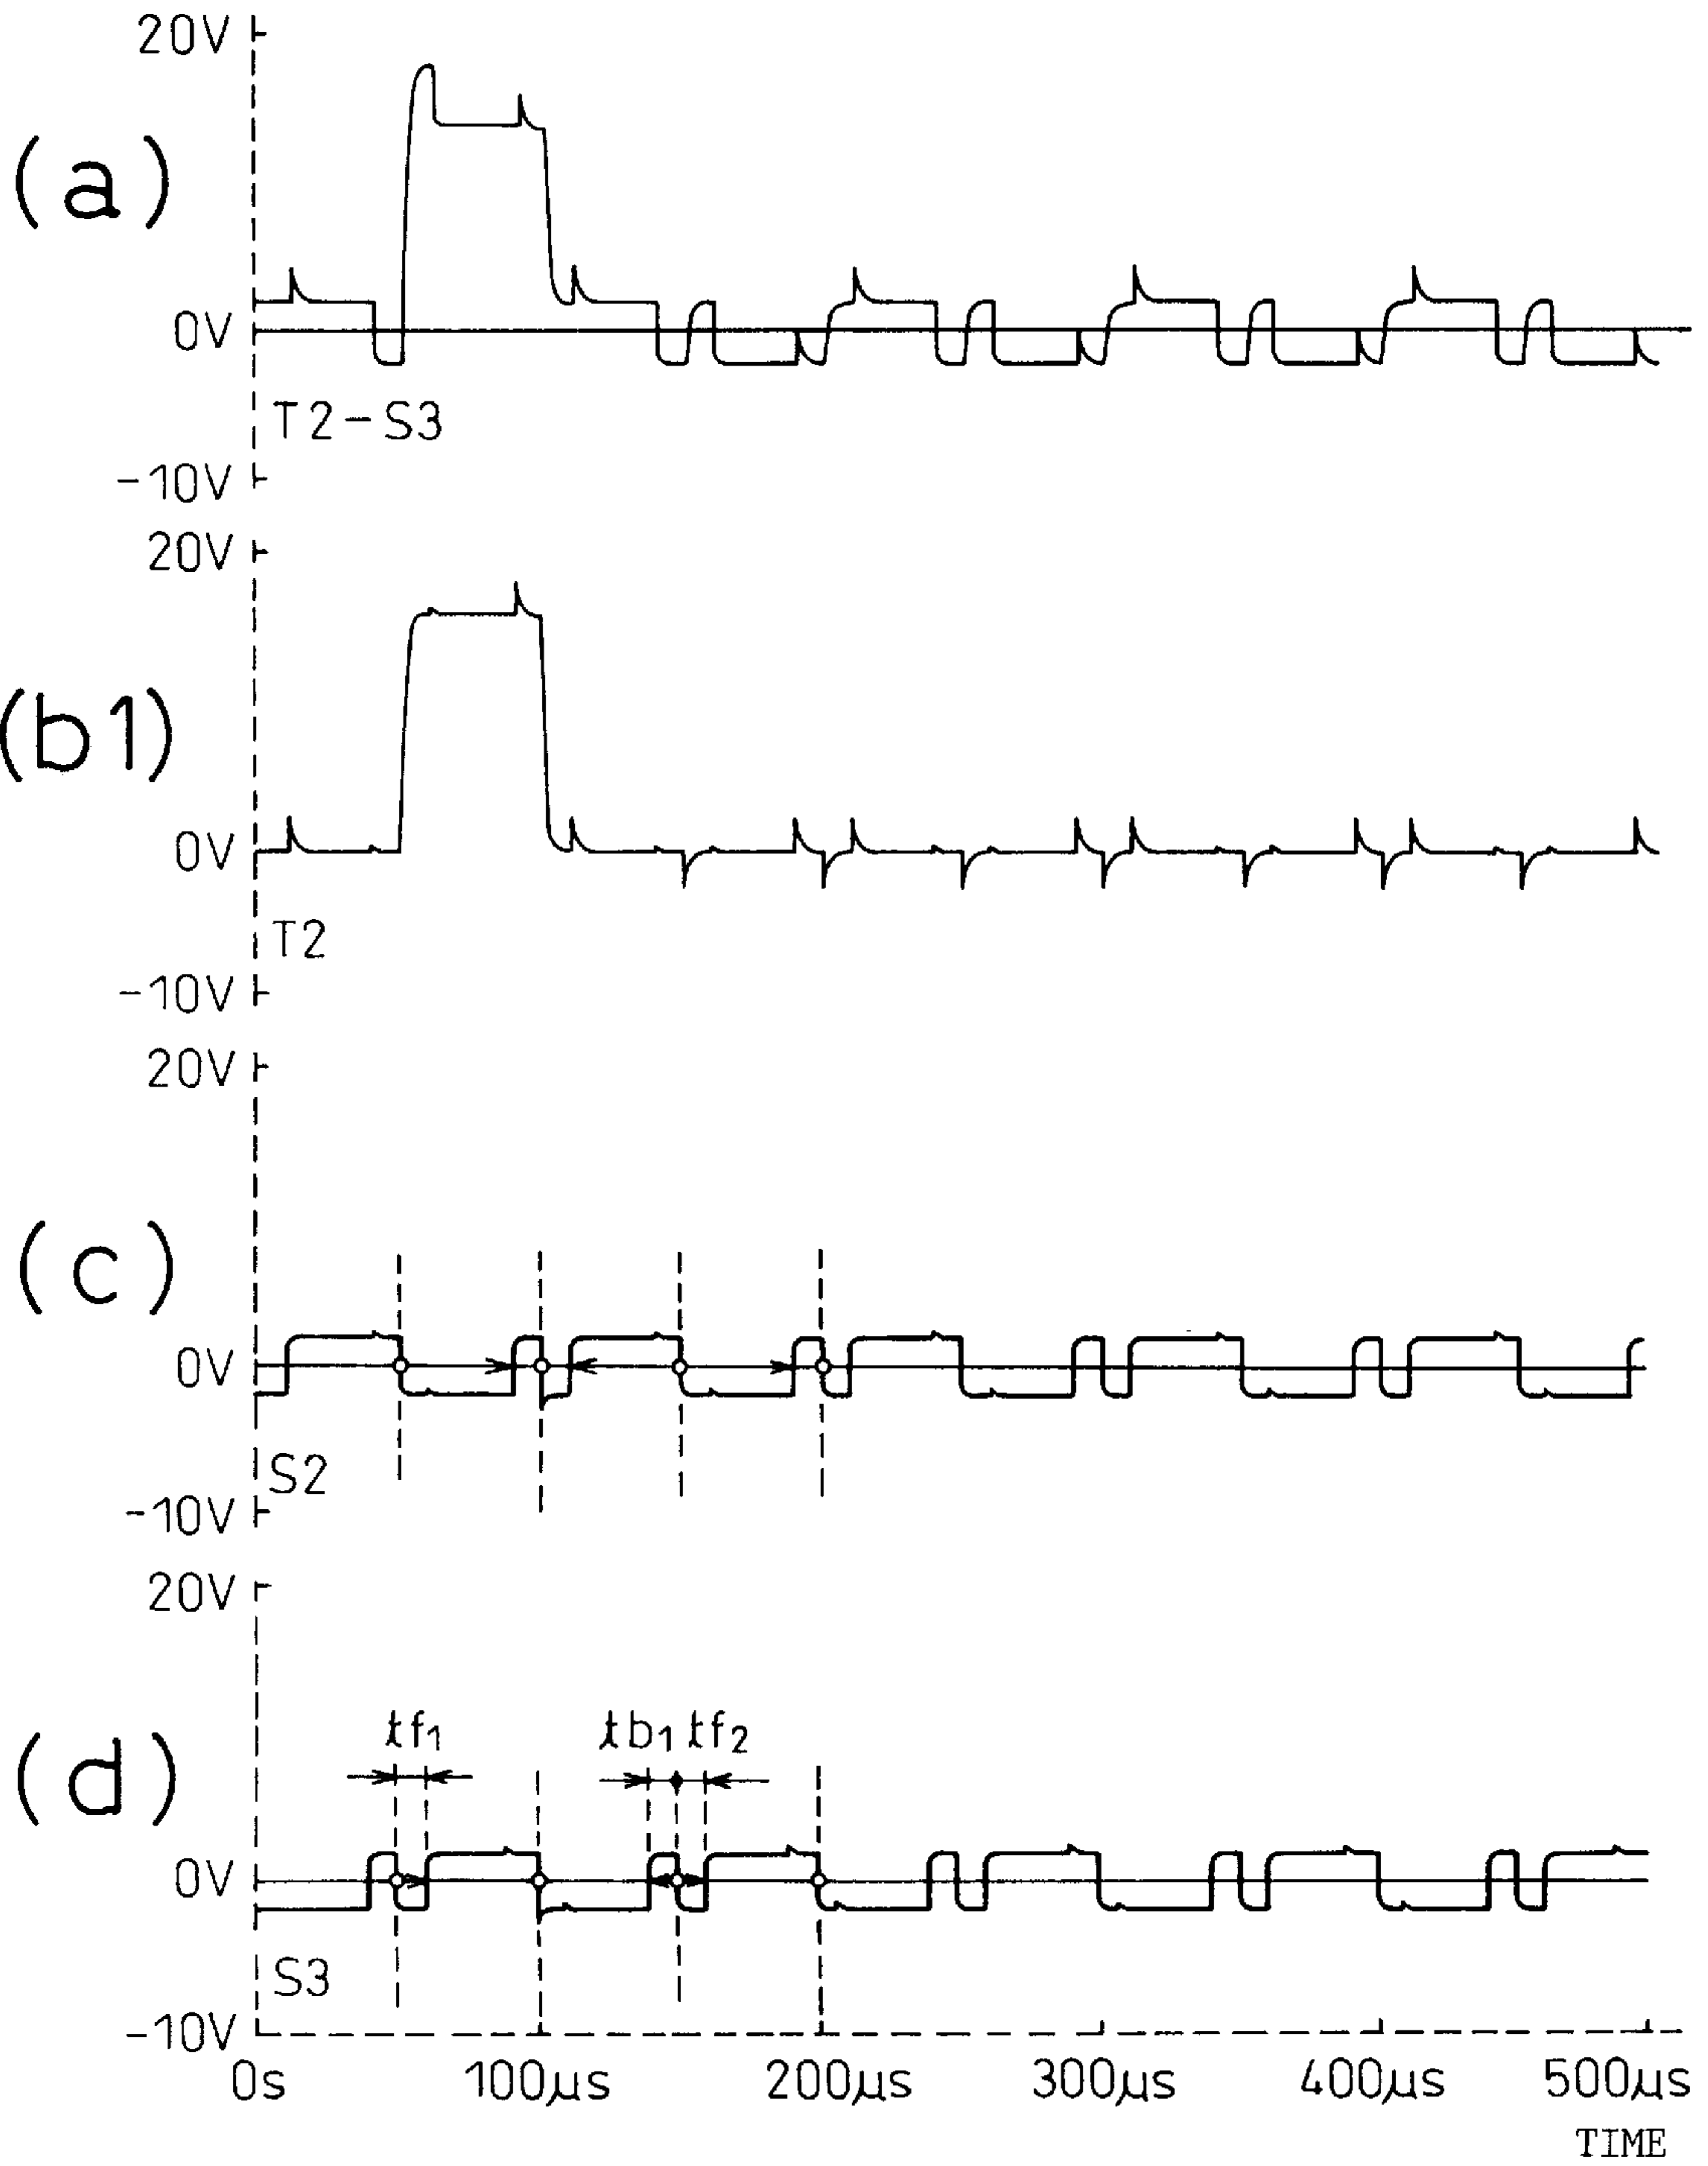 20V
(a)
0V
T2-S3
-10V
20V
(b1)
0V
T2
-10V
20V
(c)
0V
S2
-10V
20V
tf1 tb1 tf2
(d)
0V
S3
-10V
0s 100μs 200μs 300μs 400μs 500μs
TIME